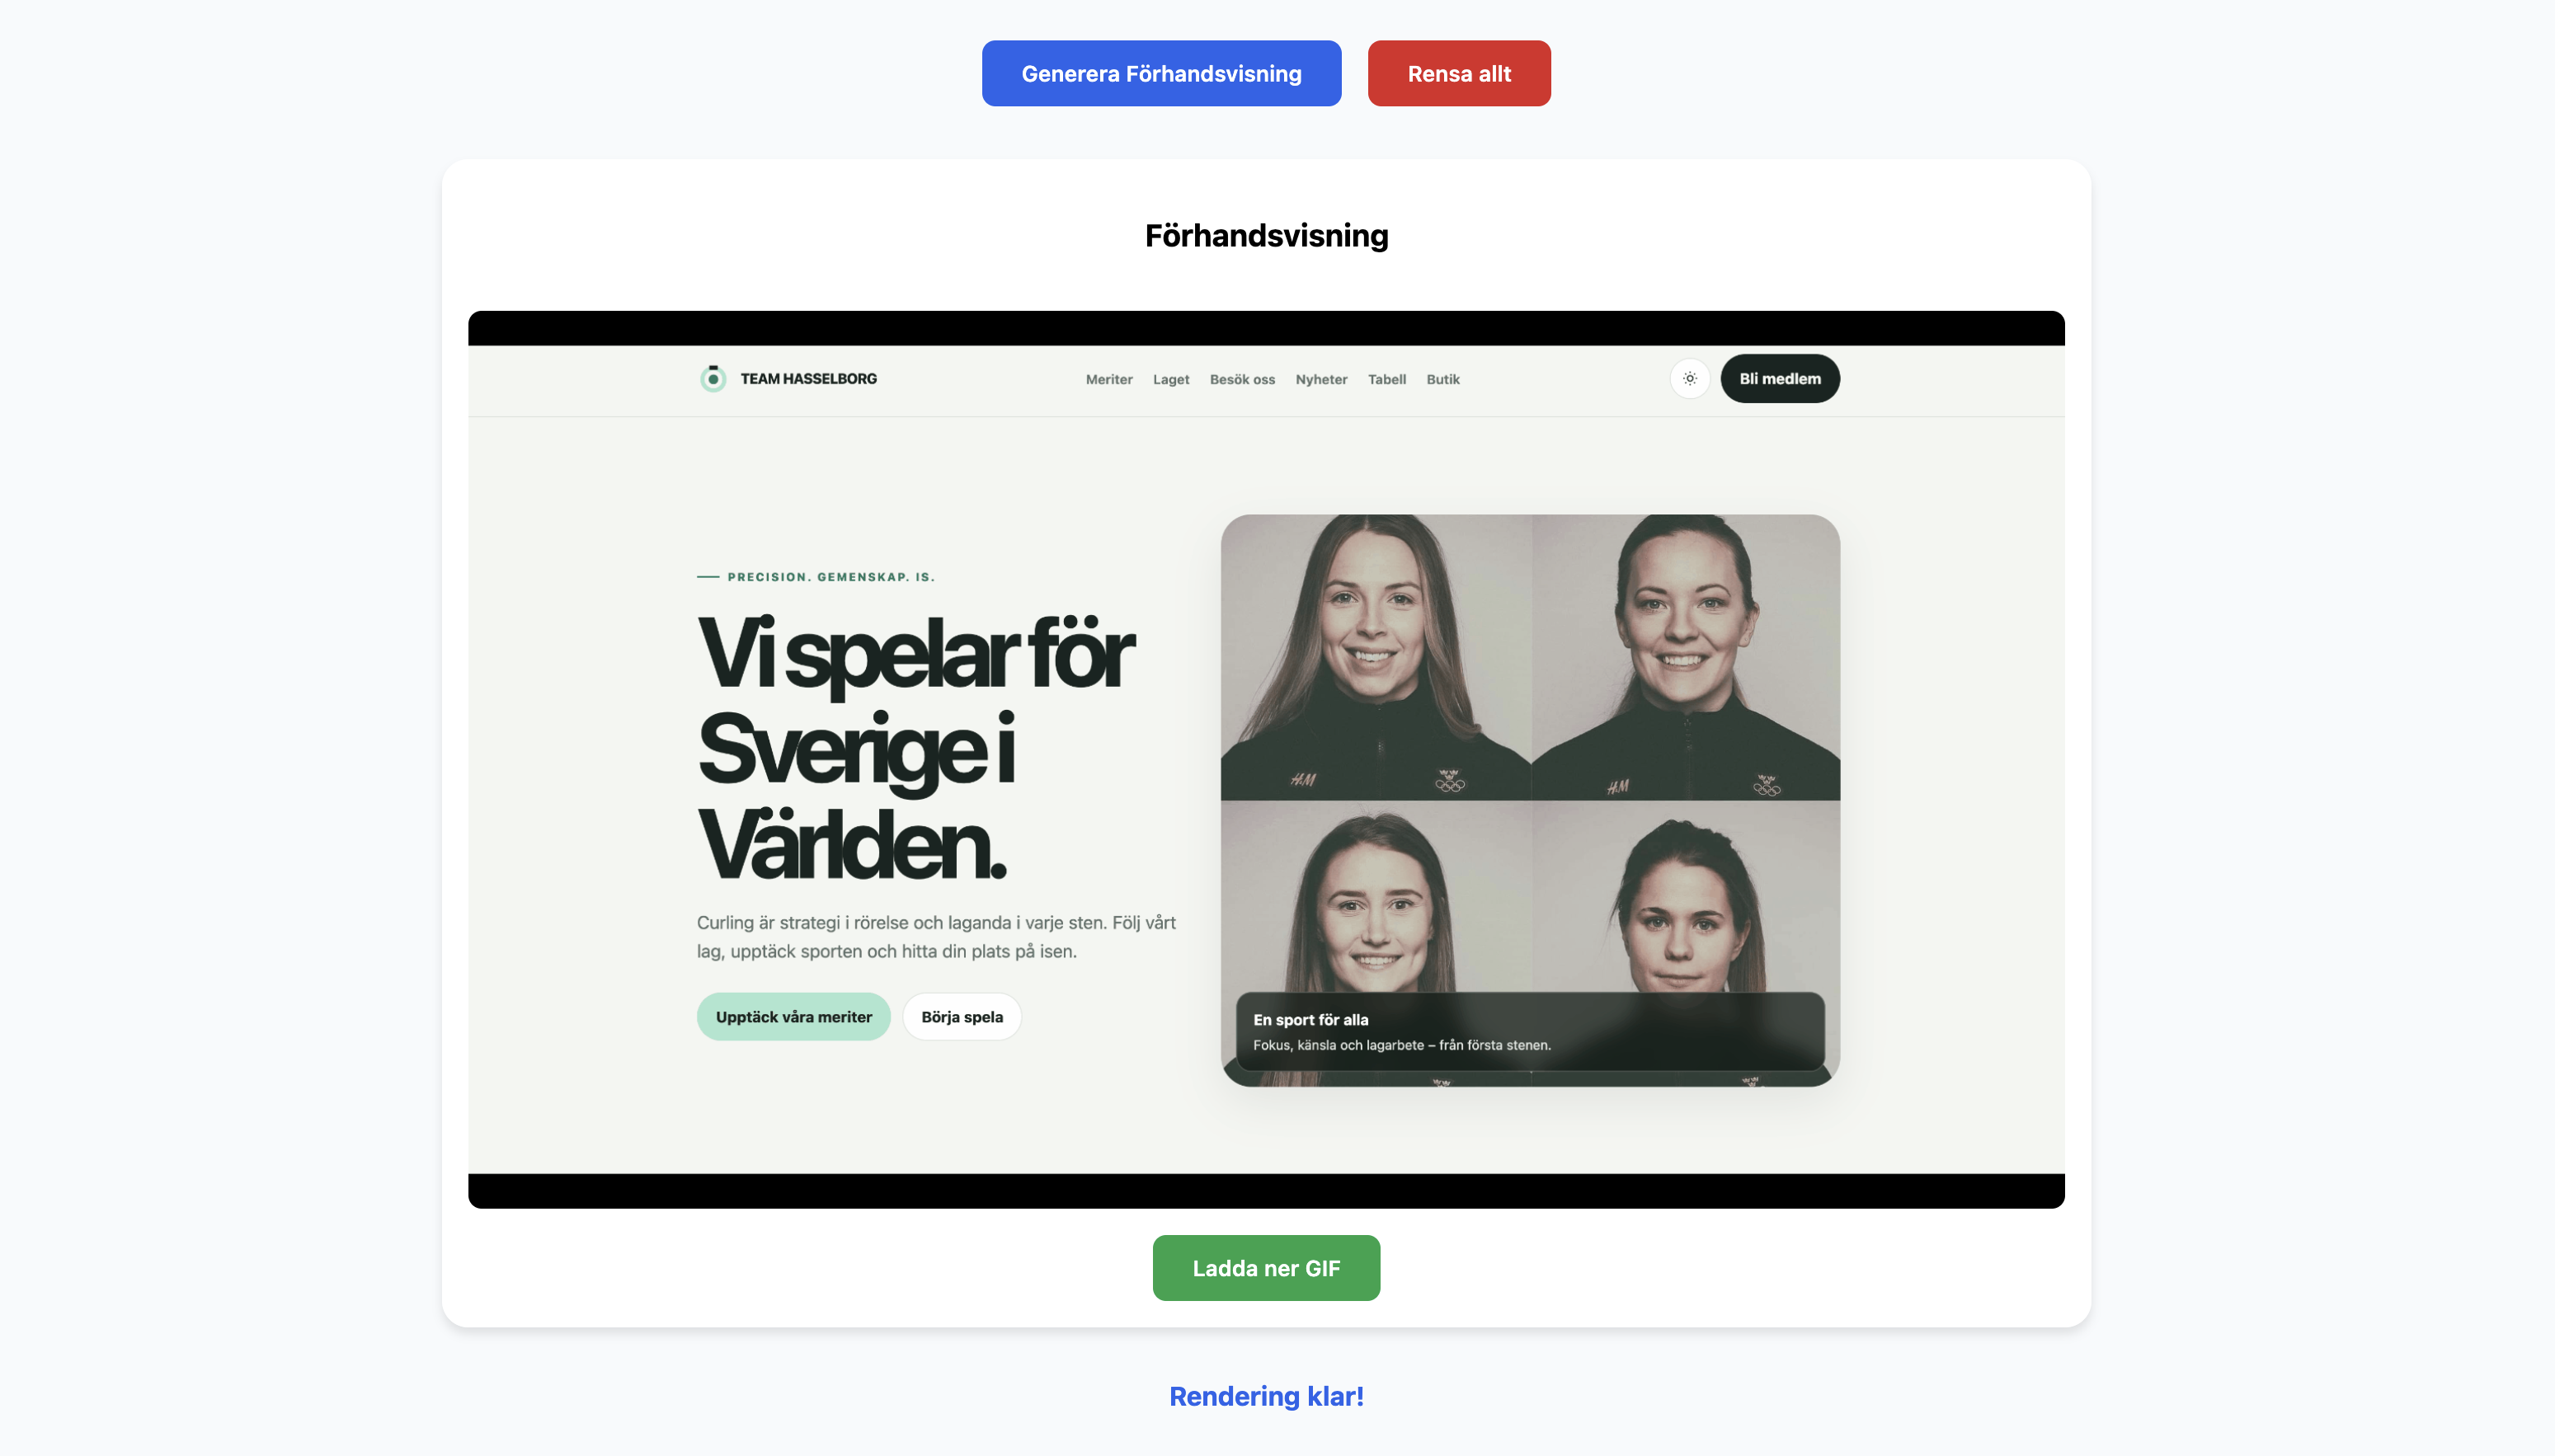 Generera Förhandsvisning
Rensa allt
Förhandsvisning
TEAM HASSELBORG
Meriter
Laget
Besök oss
Nyheter
Tabell
Butik
Bli medlem
PRECISION. GEMENSKAP. IS.
Vi spelar för
Sverige i
Världen.
Curling är strategi i rörelse och laganda i varje sten. Följ vårt
lag, upptäck sporten och hitta din plats på isen.
Upptäck våra meriter
Börja spela
H&M
H&M
En sport för alla
Fokus, känsla och lagarbete – från första stenen.
Ladda ner GIF
Rendering klar!